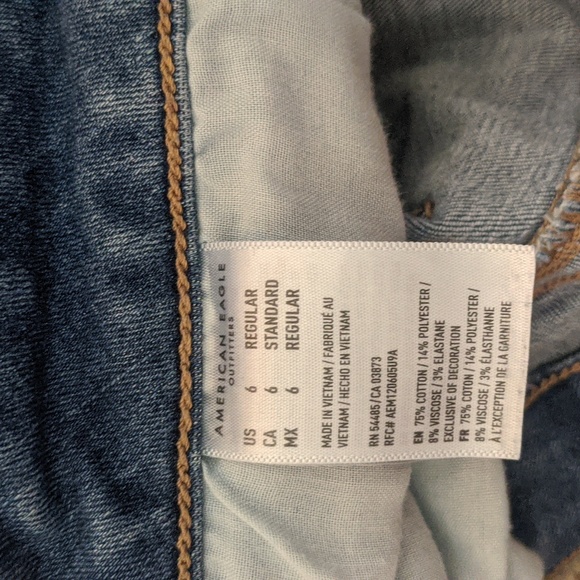 AMERICAN EAGLE
OUTFITTERS
US 6 REGULAR
CA 6 STANDARD
MX 6 REGULAR
MADE IN VIETNAM / FABRIQUÉ AU
VIETNAM / HECHO EN VIETNAM
RN 54485/CA 03873
RFC# AEM1206050U9A
EN 75% COTTON / 14% POLYESTER /
8% VISCOSE / 3% ELASTANE
EXCLUSIVE OF DECORATION
FR 75% COTON / 14% POLYESTER /
8% VISCOSE / 3% ÉLASTHANNE
À L'EXCEPTION DE LA GARNITURE